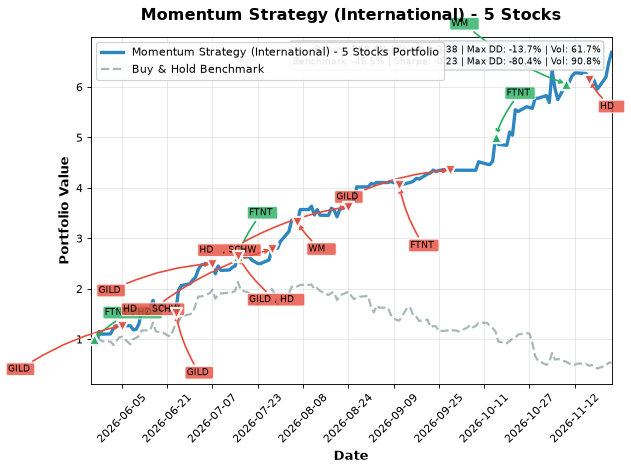 Momentum Strategy (International) - 5 Stocks
WM
Momentum Strategy (International) - 5 Stocks Portfolio
Buy & Hold Benchmark
38 | Max DD: -13.7% | Vol: 61.7%
Benchmark: -46.5% | Sharpe: -0.23 | Max DD: -80.4% | Vol: 90.8%
FTNT
HD
GILD
FTNT
HD , SCHW
WM
FTNT
GILD
GILD , HD
HD , SCHW
GILD
GILD
Portfolio Value
6
5
4
3
2
1
2026-06-05
2026-06-21
2026-07-07
2026-07-23
2026-08-08
2026-08-24
2026-09-09
2026-09-25
2026-10-11
2026-10-27
2026-11-12
Date